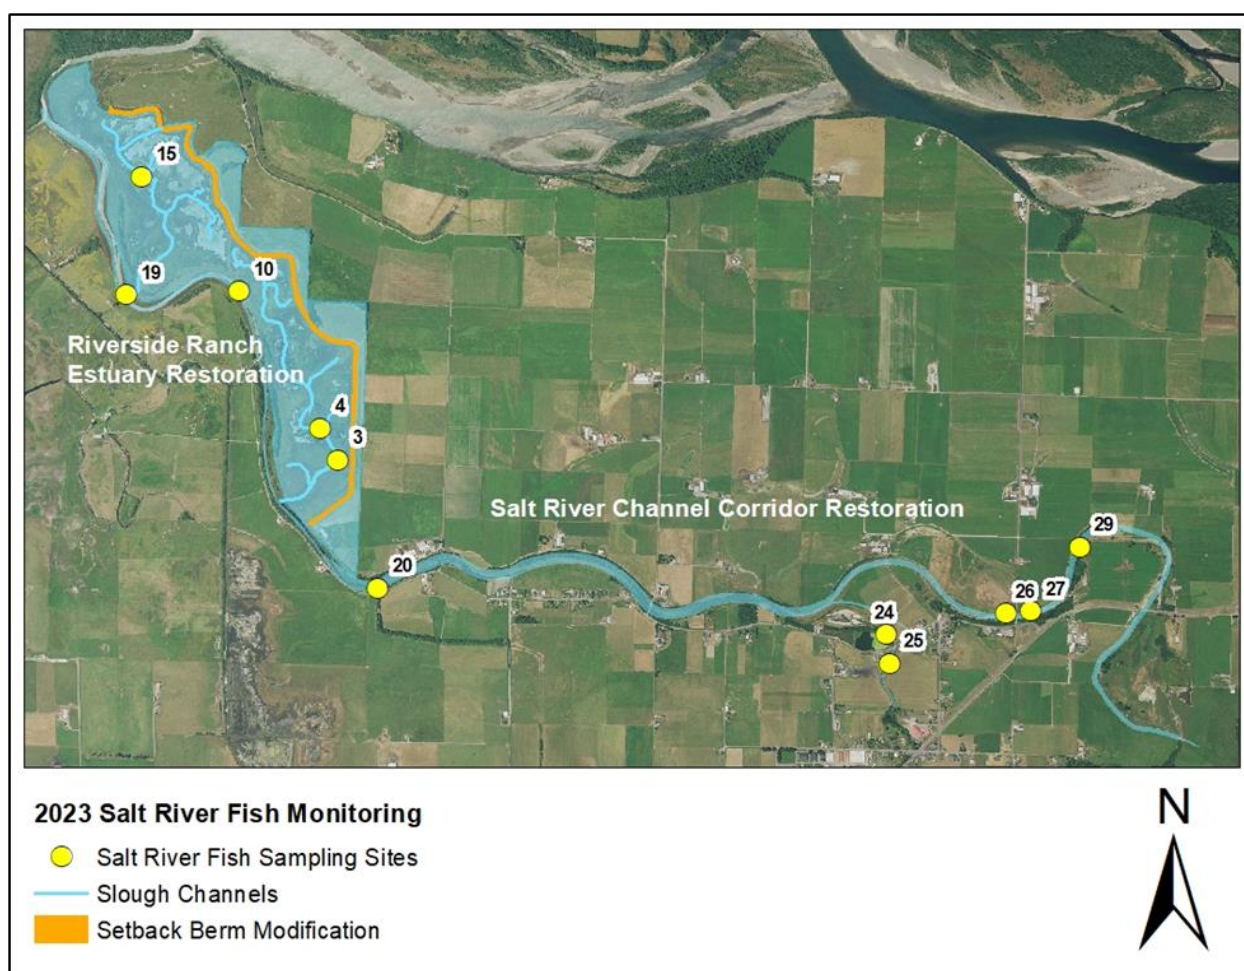 15
19
10
Riverside Ranch
Estuary Restoration
4
3
Salt River Channel Corridor Restoration
29
20
26
27
24
25
2023 Salt River Fish Monitoring
Salt River Fish Sampling Sites
Slough Channels
Setback Berm Modification
N